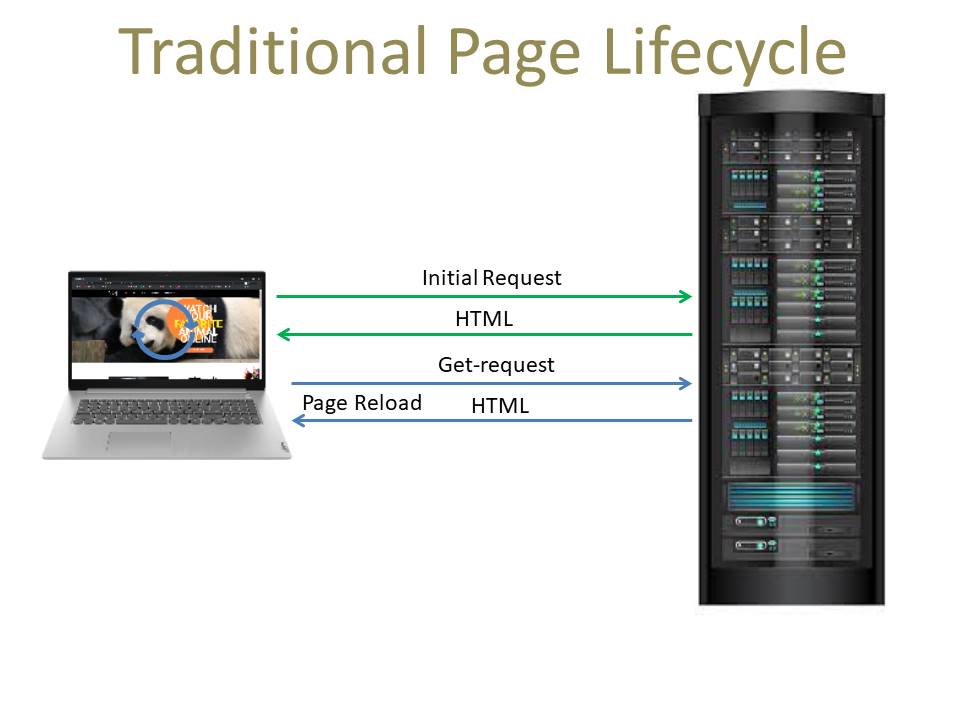 Traditional Page Lifecycle
Initial Request
HTML
Get-request
Page Reload HTML
WATCH
YOUR
FAVORITE
ANIMAL
ONLINE